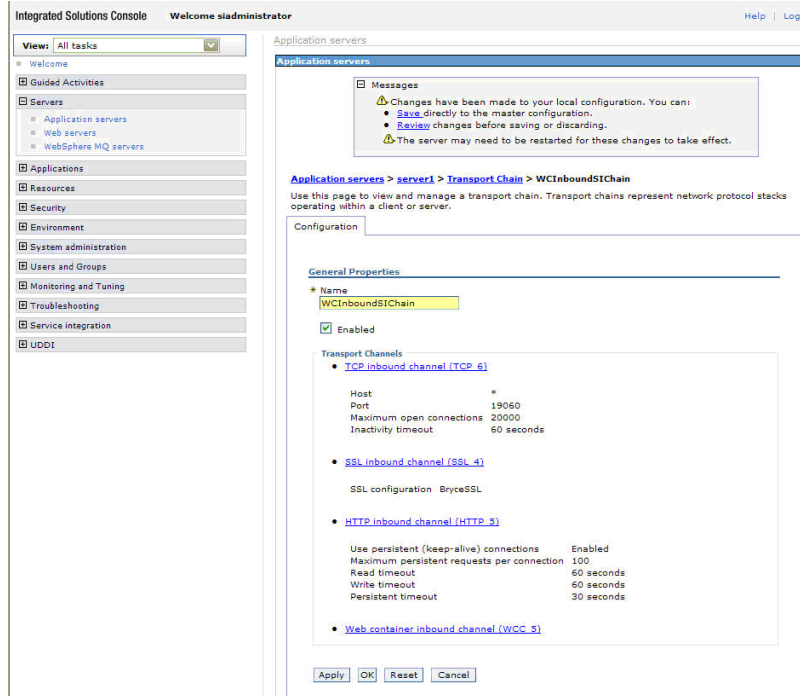 Integrated Solutions Console Welcome siadministrator Help | Log
View: All tasks
Welcome
Guided Activities
Servers
Application servers
Web servers
WebSphere MQ servers
Applications
Resources
Security
Environment
System administration
Users and Groups
Monitoring and Tuning
Troubleshooting
Service integration
UDDI
Application servers
Application servers
Messages
Changes have been made to your local configuration. You can:
Save directly to the master configuration.
Review changes before saving or discarding.
The server may need to be restarted for these changes to take effect.
Application servers > server1 > Transport Chain > WCInboundSIChain
Use this page to view and manage a transport chain. Transport chains represent network protocol stacks
operating within a client or server.
Configuration
General Properties
* Name
WCInboundSIChain
Enabled
Transport Channels
TCP inbound channel (TCP_6)
Host *
Port 19060
Maximum open connections 20000
Inactivity timeout 60 seconds
SSL inbound channel (SSL_4)
SSL configuration BryceSSL
HTTP inbound channel (HTTP_5)
Use persistent (keep-alive) connections Enabled
Maximum persistent requests per connection 100
Read timeout 60 seconds
Write timeout 60 seconds
Persistent timeout 30 seconds
Web container inbound channel (WCC_5)
Apply OK Reset Cancel